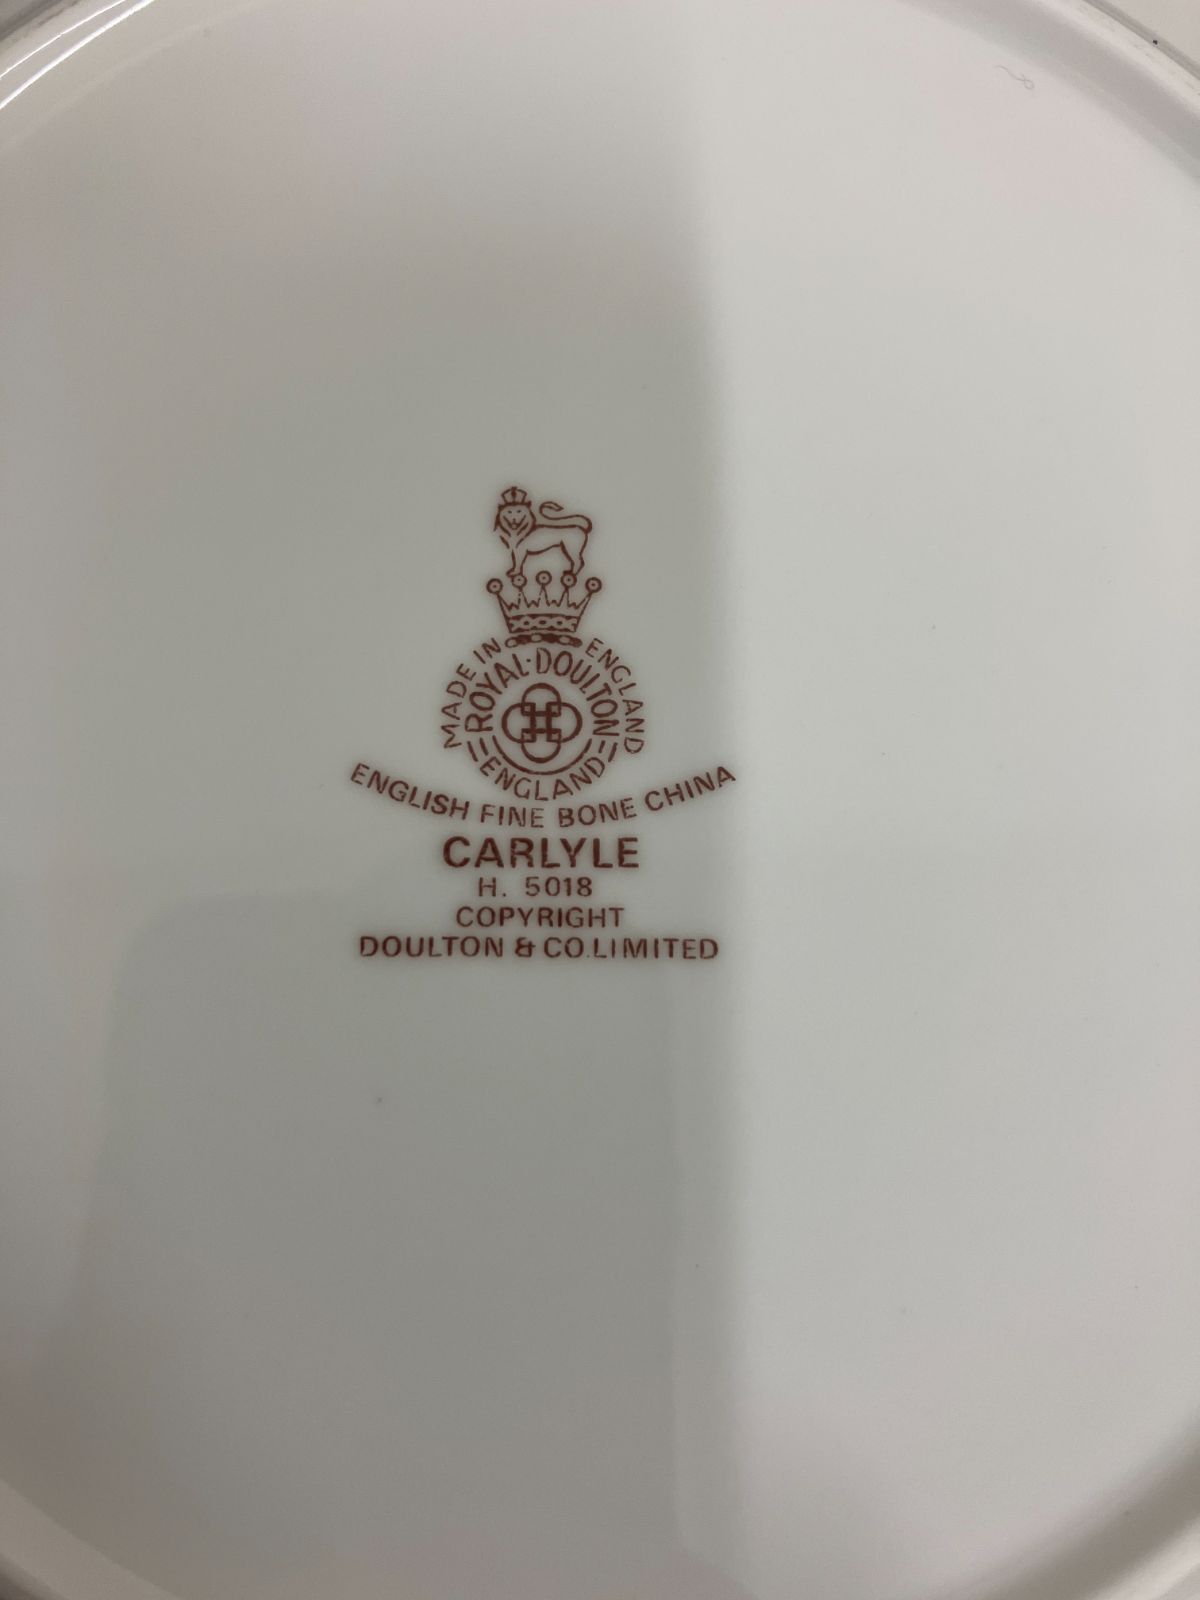 MADE IN ENGLAND
ROYAL·DOULTON
ENGLAND
ENGLISH FINE BONE CHINA
CARLYLE
H. 5018
COPYRIGHT
DOULTON & CO.LIMITED